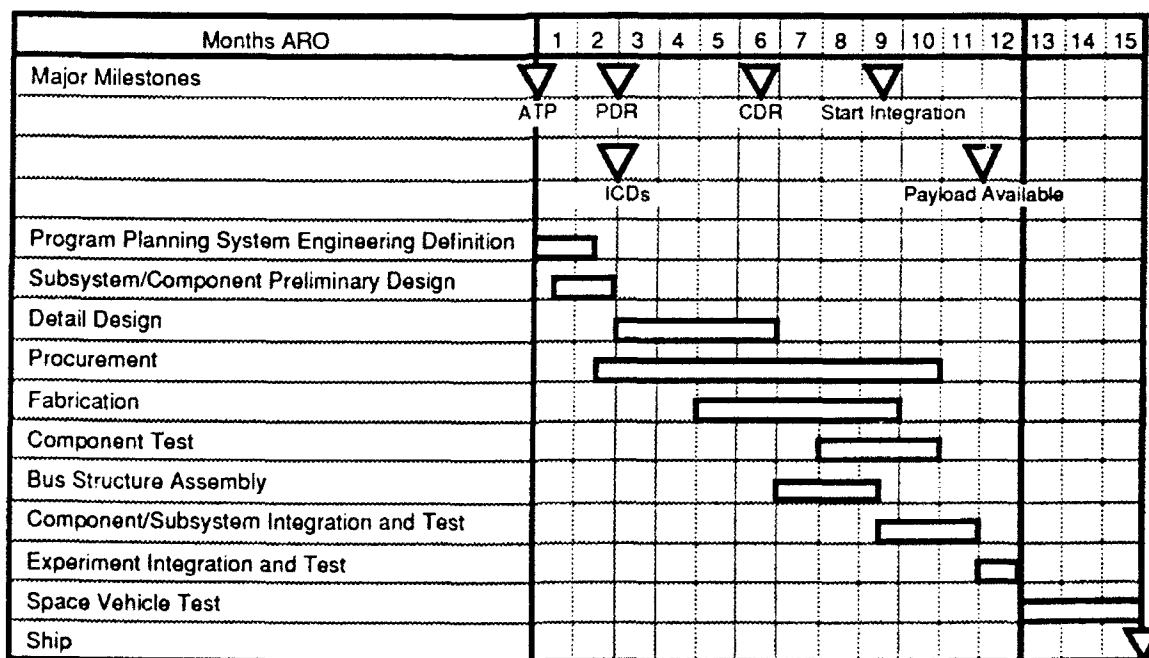 Months ARO 1 2 3 4 5 6 7 8 9 10 11 12 13 14 15
Major Milestones
ATP PDR CDR Start Integration
ICDs Payload Available
Program Planning System Engineering Definition
Subsystem/Component Preliminary Design
Detail Design
Procurement
Fabrication
Component Test
Bus Structure Assembly
Component/Subsystem Integration and Test
Experiment Integration and Test
Space Vehicle Test
Ship